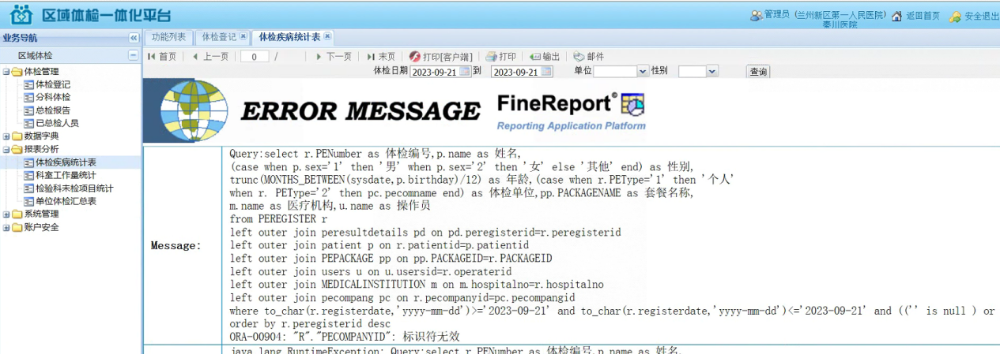 区域体检一体化平台
管理员（兰州新区第一人民医院）
秦川医院
返回首页
安全退出
业务导航
功能列表
体检登记
体检疾病统计表
区域体检
首页
上一页
0 /
下一页
末页
打印[客户端]
打印
输出
邮件
体检日期 2023-09-21 到 2023-09-21 单位 性别 查询
体检管理
体检登记
分科体检
总检报告
已总检人员
数据字典
报表分析
体检疾病统计表
科室工作量统计
检验科未检项目统计
单位体检汇总表
系统管理
账户安全
ERROR MESSAGE
FineReport©
Reporting Application Platform
Message:
Query:select r.PENumber as 体检编号,p.name as 姓名,
(case when p.sex='1' then '男' when p.sex='2' then '女' else '其他' end) as 性别,
trunc(MONTHS_BETWEEN(sysdate,p.birthday)/12) as 年龄,(case when r.PEType='1' then '个人'
when r. PEType='2' then pc.pecomname end) as 体检单位,pp.PACKAGENAME as 套餐名称,
m.name as 医疗机构,u.name as 操作员
from PEREGISTER r
left outer join peresultdetails pd on pd.peregisterid=r.peregisterid
left outer join patient p on r.patientid=p.patientid
left outer join PEPACKAGE pp on pp.PACKAGEID=r.PACKAGEID
left outer join users u on u.usersid=r.operaterid
left outer join MEDICALINSTITUTION m on m.hospitalno=r.hospitalno
left outer join pecompang pc on r.pecompanyid=pc.pecompangid
where to_char(r.registerdate,'yyyy-mm-dd')>='2023-09-21' and to_char(r.registerdate,'yyyy-mm-dd')<='2023-09-21' and (('' is null ) or
order by r.peregisterid desc
ORA-00904: "R"."PECOMPANYID": 标识符无效
java.lang.RuntimeException: Query:select r.PENumber as 体检编号,p.name as 姓名,